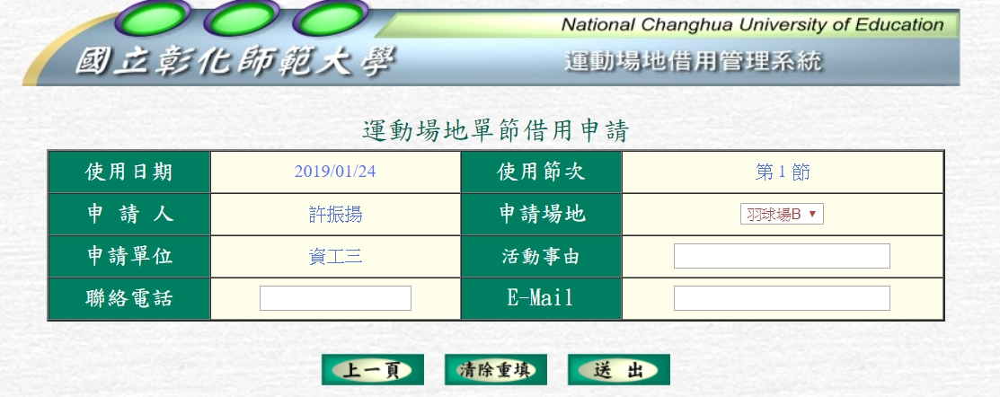 National Changhua University of Education
國立彰化師範大學
運動場地借用管理系統
運動場地單節借用申請
使用日期 2019/01/24 使用節次 第 1 節
申 請 人 許振揚 申請場地 羽球場B
申請單位 資工三 活動事由
聯絡電話 E-Mail
上一頁 清除重填 送 出